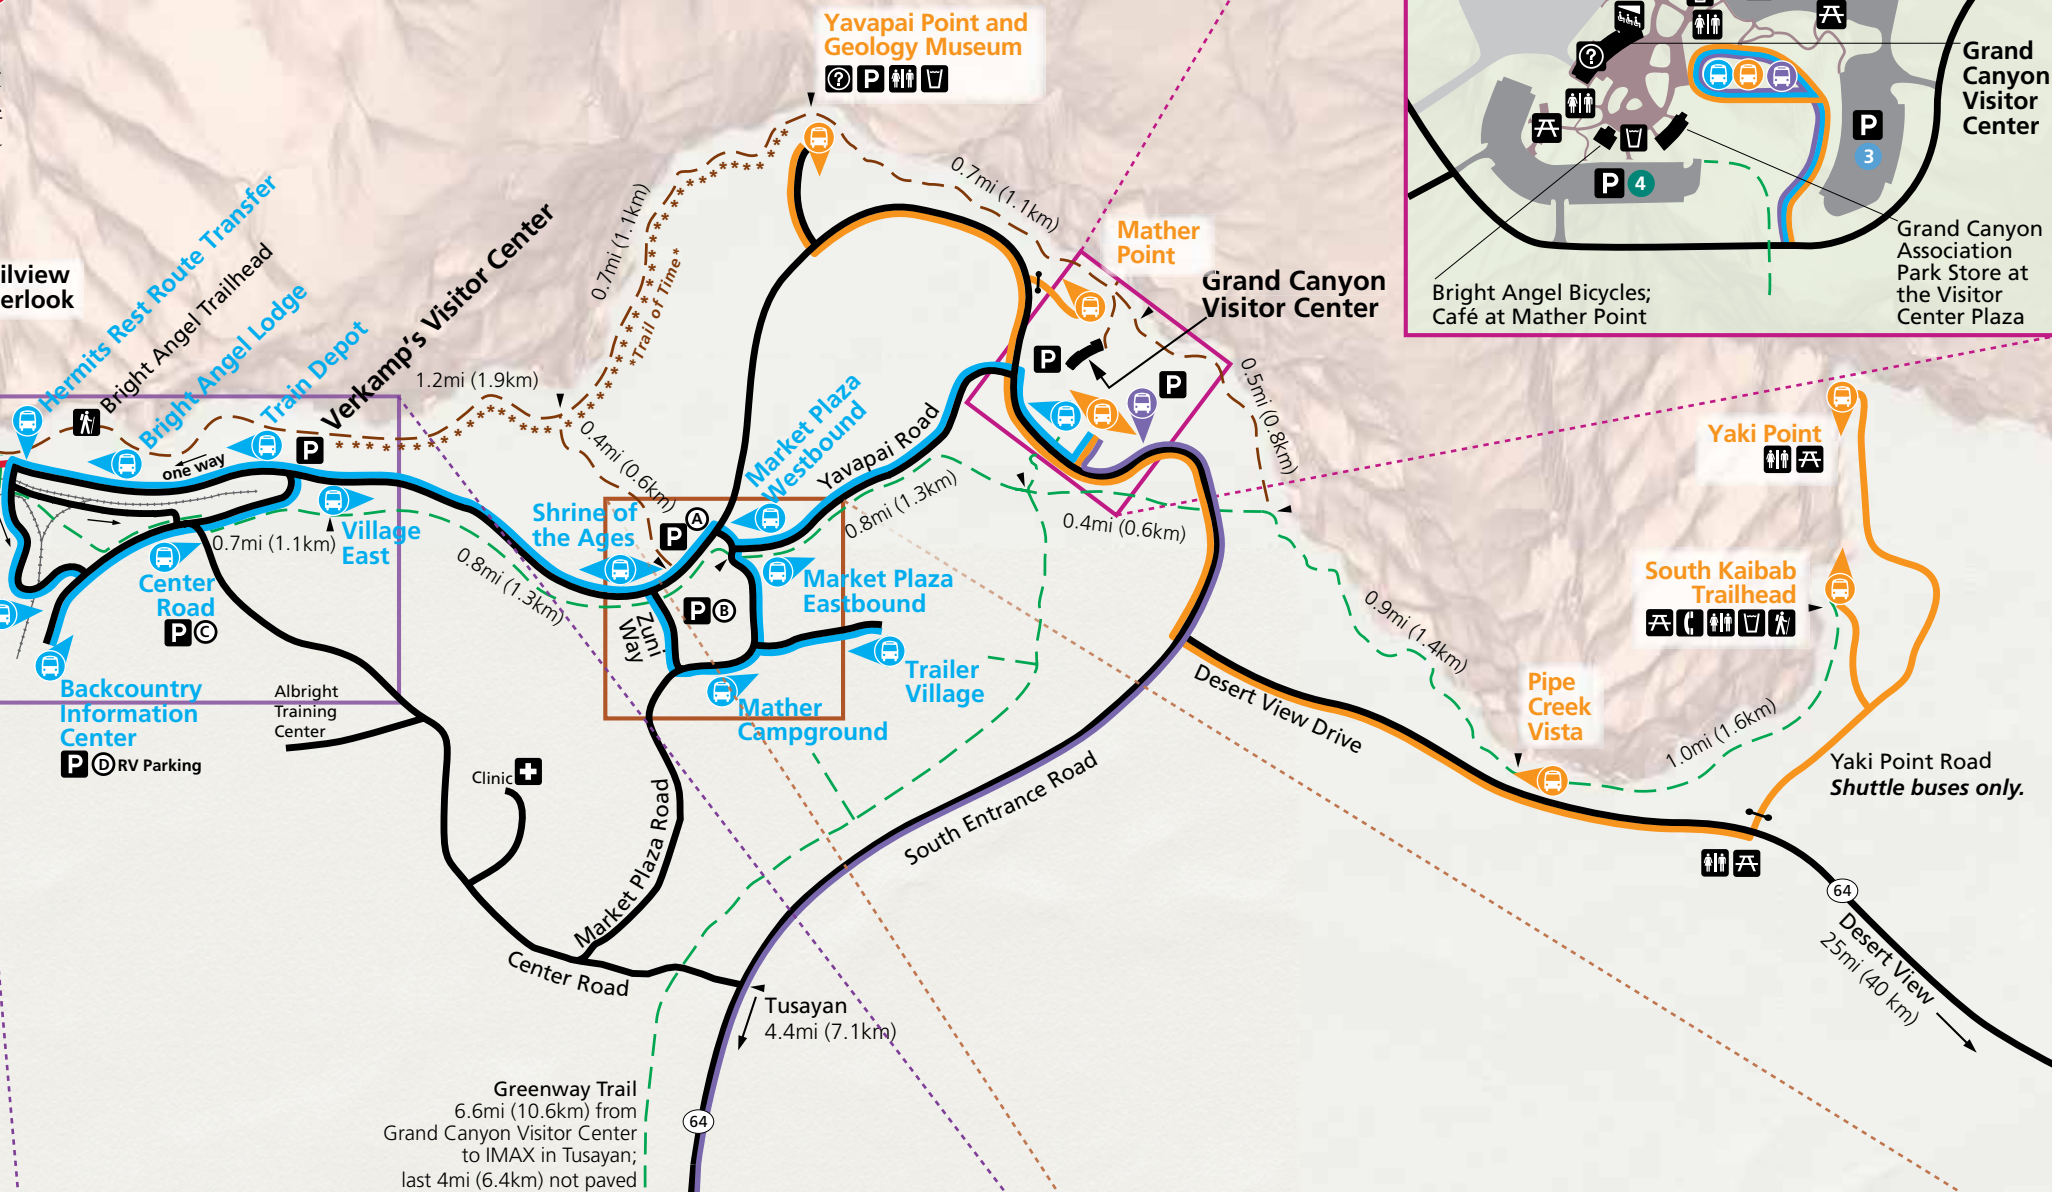 Yavapai Point and
Geology Museum
? P
0.7mi (1.1km)
0.7mi (1.1km)
*Trail of Time*
Mather
Point
Grand Canyon
Visitor Center
P
P
Grand
Canyon
Visitor
Center
?
P
3
P 4
Bright Angel Bicycles;
Café at Mather Point
Grand Canyon
Association
Park Store at
the Visitor
Center Plaza
ilview
erlook
Hermits Rest Route Transfer
Bright Angel Trailhead
Bright Angel Lodge
Train Depot
Verkamp's Visitor Center
P
one way
1.2mi (1.9km)
0.4mi (0.6km)
Market Plaza
Westbound
Yavapai Road
0.8mi (1.3km)
0.5mi (0.8km)
0.4mi (0.6km)
Shrine of
the Ages
P A
Village
East
0.7mi (1.1km)
0.8mi (1.3km)
Center
Road
P C
Market Plaza
Eastbound
P B
Zuni
Way
Trailer
Village
Mather
Campground
Backcountry
Information
Center
P D RV Parking
Albright
Training
Center
Clinic
Market Plaza Road
Center Road
South Entrance Road
Desert View Drive
0.9mi (1.4km)
Yaki Point
South Kaibab
Trailhead
Pipe
Creek
Vista
1.0mi (1.6km)
Yaki Point Road
Shuttle buses only.
64
Desert View
25mi (40 km)
Tusayan
4.4mi (7.1km)
Greenway Trail
6.6mi (10.6km) from
Grand Canyon Visitor Center
to IMAX in Tusayan;
last 4mi (6.4km) not paved
64